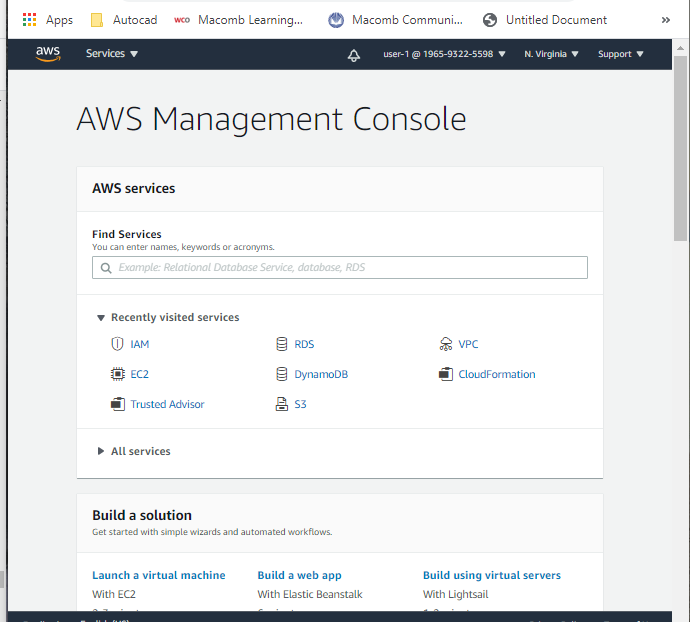 Apps Autocad WCO Macomb Learning... Macomb Communi... Untitled Document »
aws Services user-1 @ 1965-9322-5598 N. Virginia Support
AWS Management Console
AWS services
Find Services
You can enter names, keywords or acronyms.
Example: Relational Database Service, database, RDS
Recently visited services
IAM RDS VPC
EC2 DynamoDB CloudFormation
Trusted Advisor S3
All services
Build a solution
Get started with simple wizards and automated workflows.
Launch a virtual machine Build a web app Build using virtual servers
With EC2 With Elastic Beanstalk With Lightsail